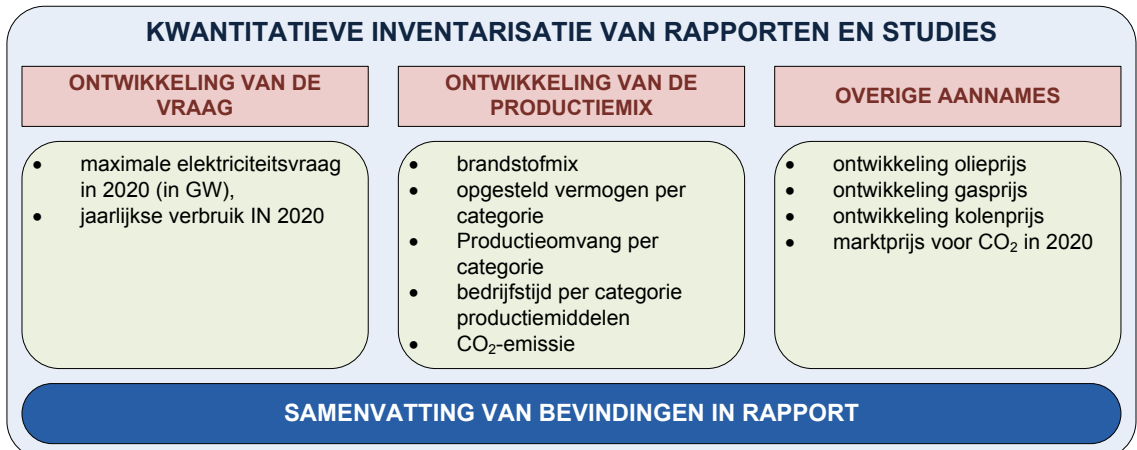 KWANTITATIEVE INVENTARISATIE VAN RAPPORTEN EN STUDIES
ONTWIKKELING VAN DE
VRAAG
• maximale elektriciteitsvraag
in 2020 (in GW),
• jaarlijkse verbruik IN 2020
ONTWIKKELING VAN DE
PRODUCTIEMIX
• brandstofmix
• opgesteld vermogen per
categorie
• Productieomvang per
categorie
• bedrijfstijd per categorie
productiemiddelen
• CO₂-emissie
OVERIGE AANNAMES
• ontwikkeling olieprijs
• ontwikkeling gasprijs
• ontwikkeling kolenprijs
• marktprijs voor CO₂ in 2020
SAMENVATTING VAN BEVINDINGEN IN RAPPORT